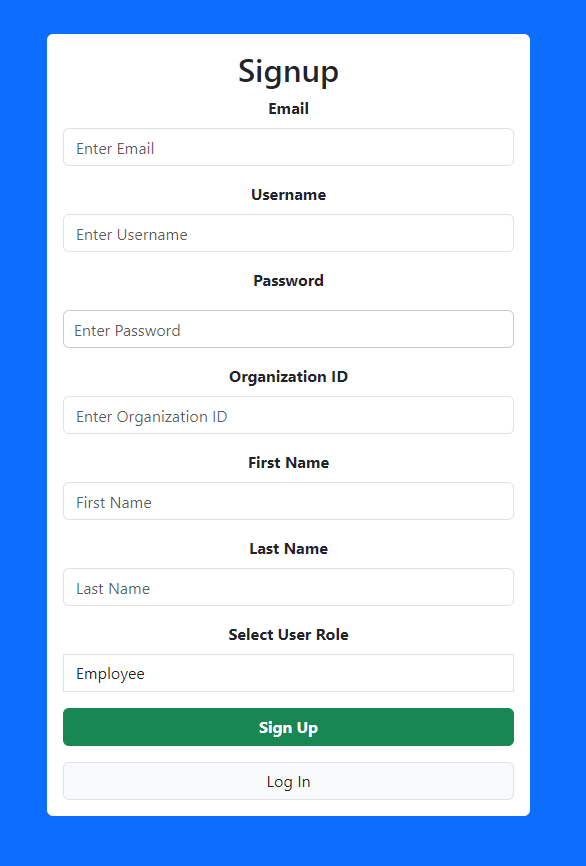 Signup
Email
Enter Email
Username
Enter Username
Password
Enter Password
Organization ID
Enter Organization ID
First Name
First Name
Last Name
Last Name
Select User Role
Employee
Sign Up
Log In